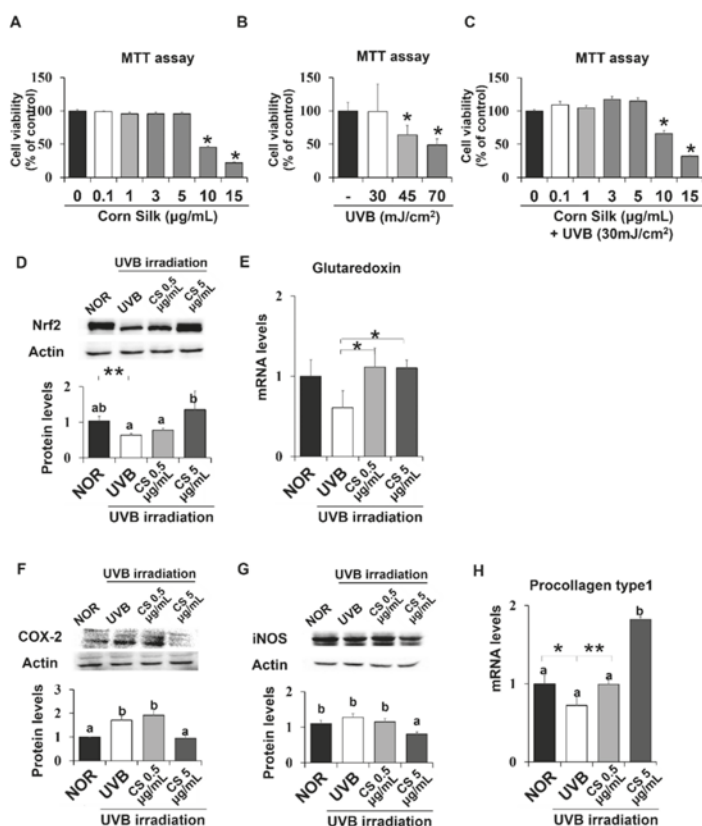 A
MTT assay
Cell viability
(% of control)
150
100
50
0
*
*
0 0.1 1 3 5 10 15
Corn Silk (µg/mL)
B
MTT assay
Cell viability
(% of control)
150
100
50
0
*
*
- 30 45 70
UVB (mJ/cm²)
C
MTT assay
Cell viability
(% of control)
150
100
50
0
*
*
0 0.1 1 3 5 10 15
Corn Silk (µg/mL)
+ UVB (30mJ/cm²)
D
UVB irradiation
NOR
UVB
CS 0.5
µg/mL
CS 5
µg/mL
Nrf2
Actin
Protein levels
2
1
0
**
ab
a
a
b
NOR
UVB
CS 0.5
µg/mL
CS 5
µg/mL
UVB irradiation
E
Glutaredoxin
mRNA levels
2
1
0
*
*
NOR
UVB
CS 0.5
µg/mL
CS 5
µg/mL
UVB irradiation
F
UVB irradiation
NOR
UVB
CS 0.5
µg/mL
CS 5
µg/mL
COX-2
Actin
Protein levels
3
2
1
0
a
b
b
a
NOR
UVB
CS 0.5
µg/mL
CS 5
µg/mL
UVB irradiation
G
UVB irradiation
NOR
UVB
CS 0.5
µg/mL
CS 5
µg/mL
iNOS
Actin
Protein levels
2
1
0
b
b
b
a
NOR
UVB
CS 0.5
µg/mL
CS 5
µg/mL
UVB irradiation
H
Procollagen type1
mRNA levels
2
1
0
*
**
a
a
a
b
NOR
UVB
CS 0.5
µg/mL
CS 5
µg/mL
UVB irradiation